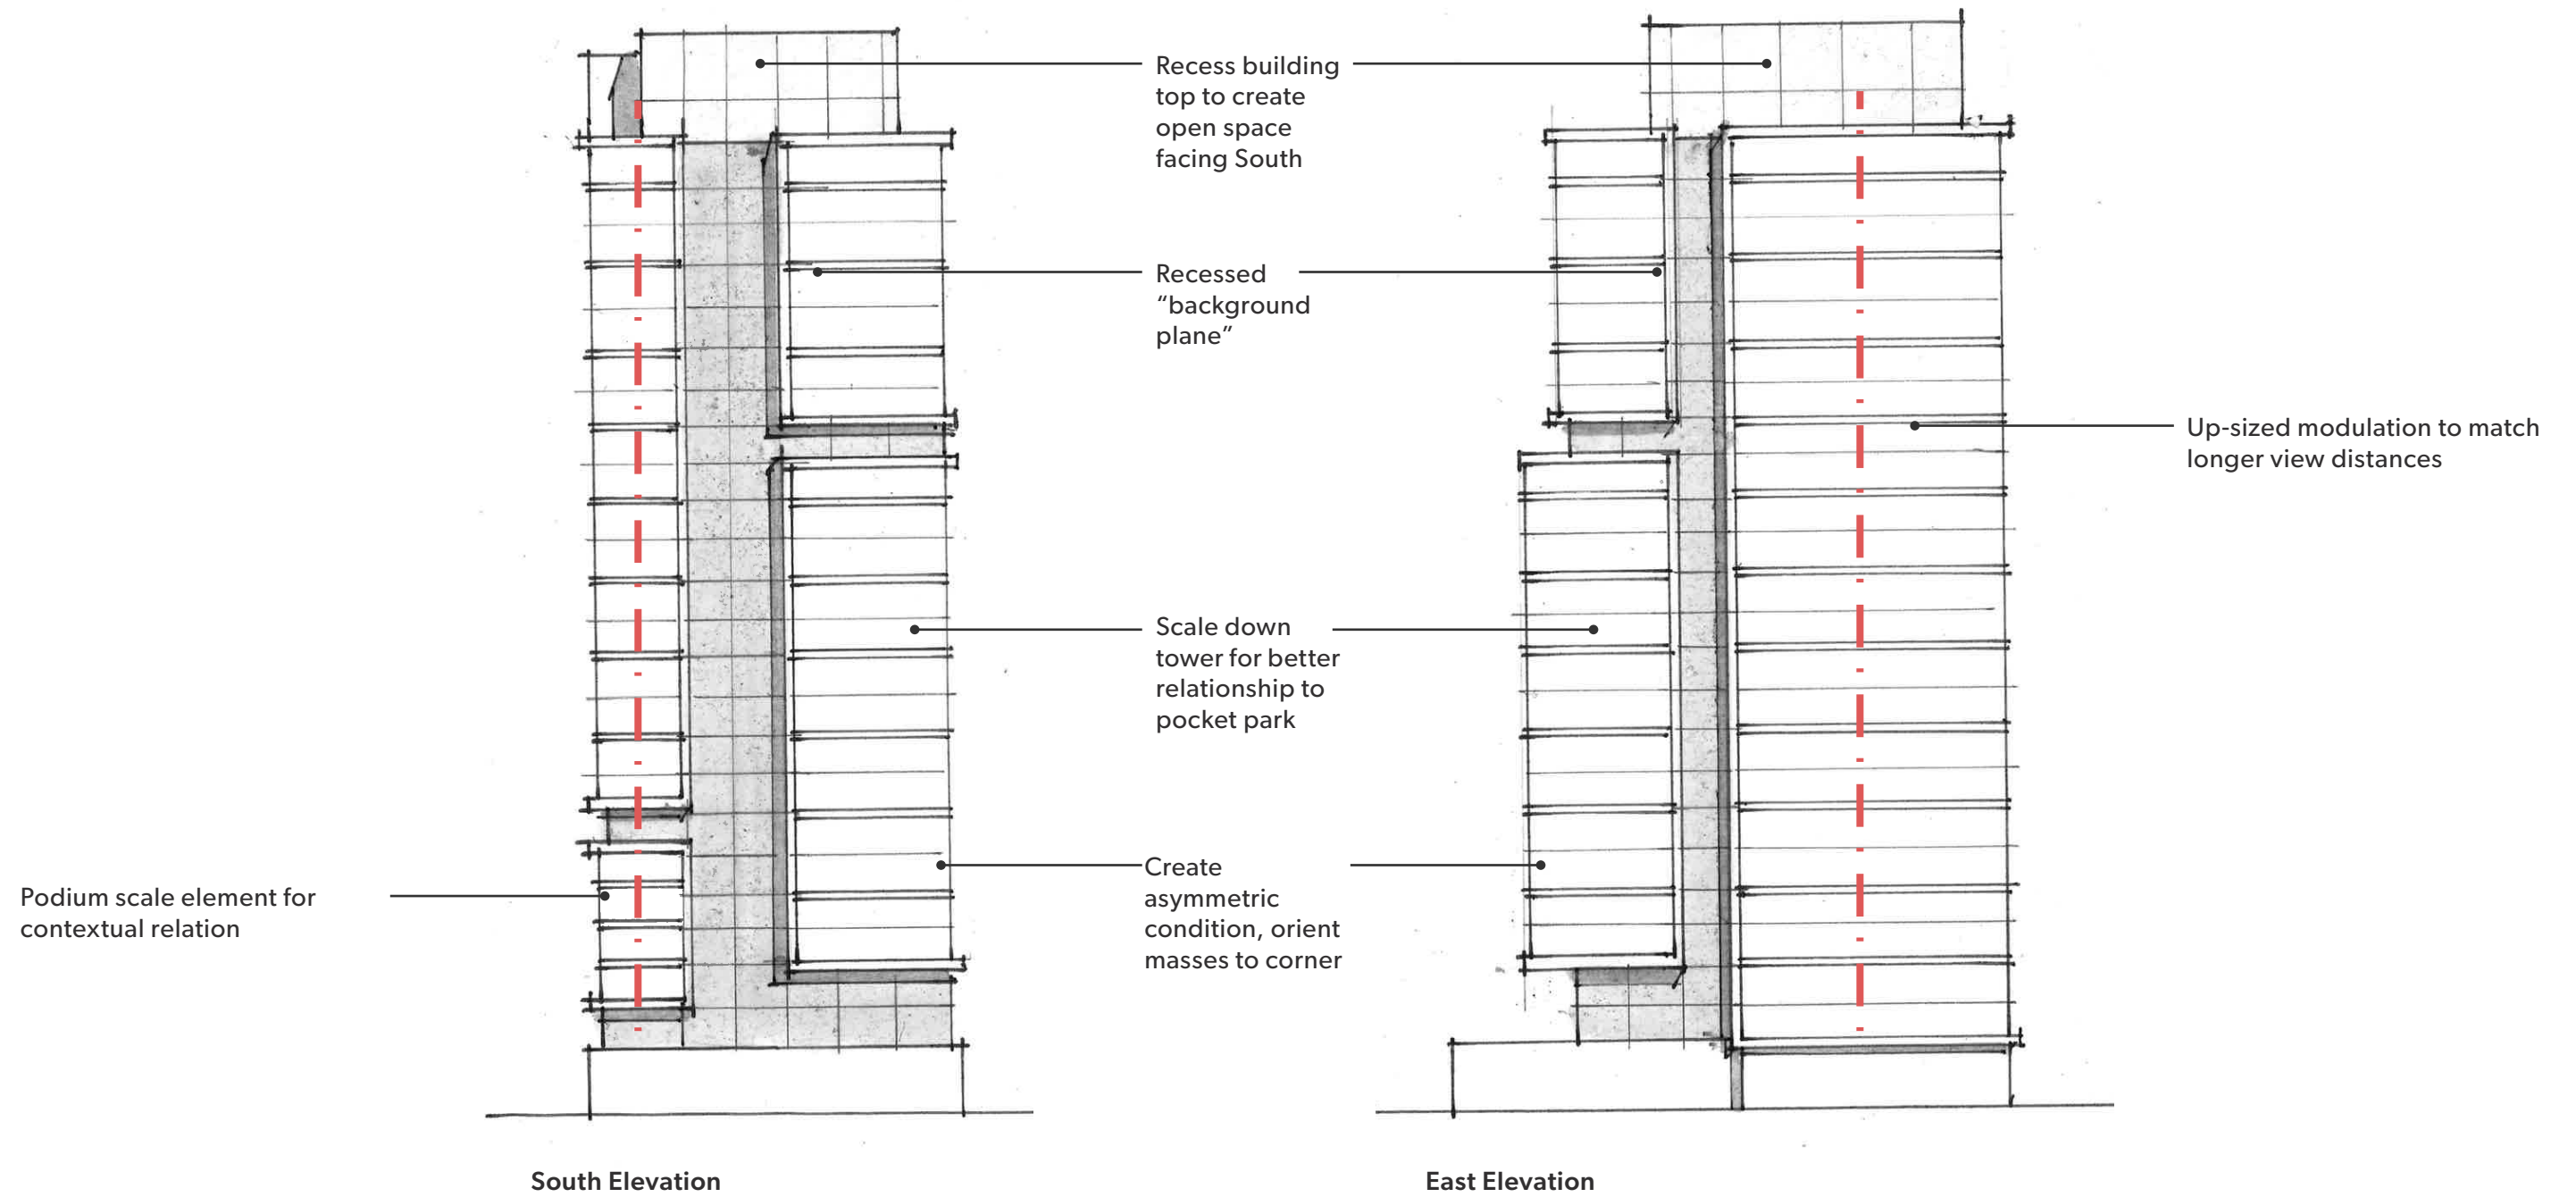 Recess building
top to create
open space
facing South
Recessed
“background
plane”
Up-sized modulation to match
longer view distances
Scale down
tower for better
relationship to
pocket park
Create
asymmetric
condition, orient
masses to corner
Podium scale element for
contextual relation
South Elevation
East Elevation